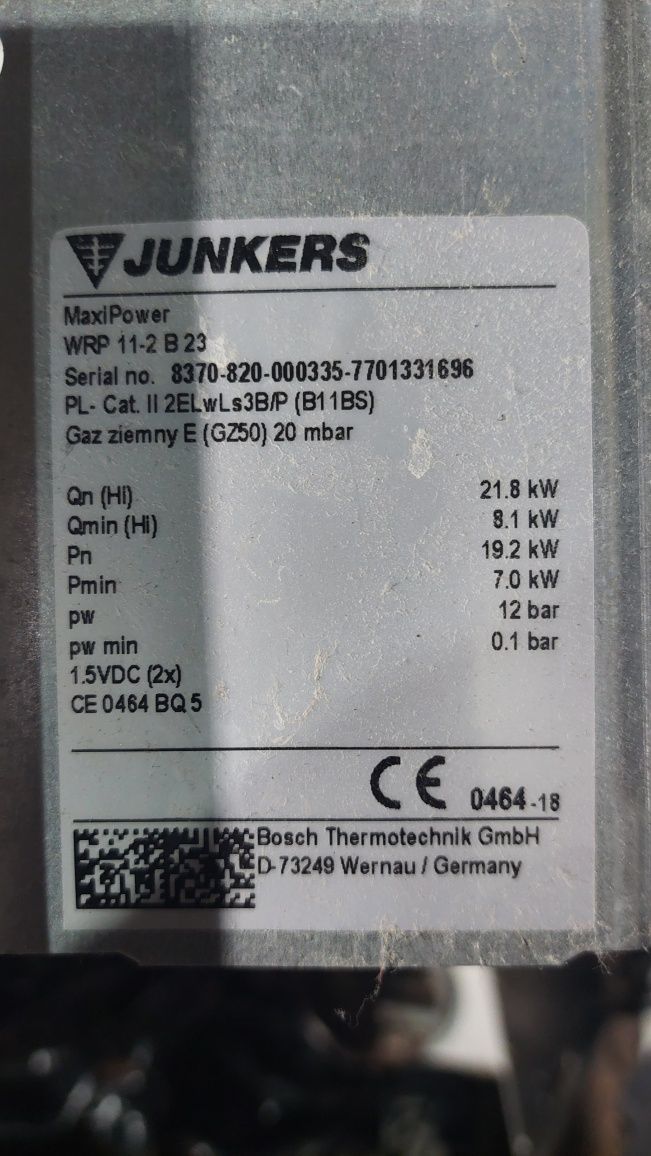 JUNKERS
MaxiPower
WRP 11-2 B 23
Serial no. 8370-820-000335-7701331696
PL- Cat. II 2ELwLs3B/P (B11BS)
Gaz ziemny E (GZ50) 20 mbar
Qn (Hi) 21.8 kW
Qmin (Hi) 8.1 kW
Pn 19.2 kW
Pmin 7.0 kW
pw 12 bar
pw min 0.1 bar
1.5VDC (2x)
CE 0464 BQ 5
CE 0464-18
Bosch Thermotechnik GmbH
D-73249 Wernau / Germany